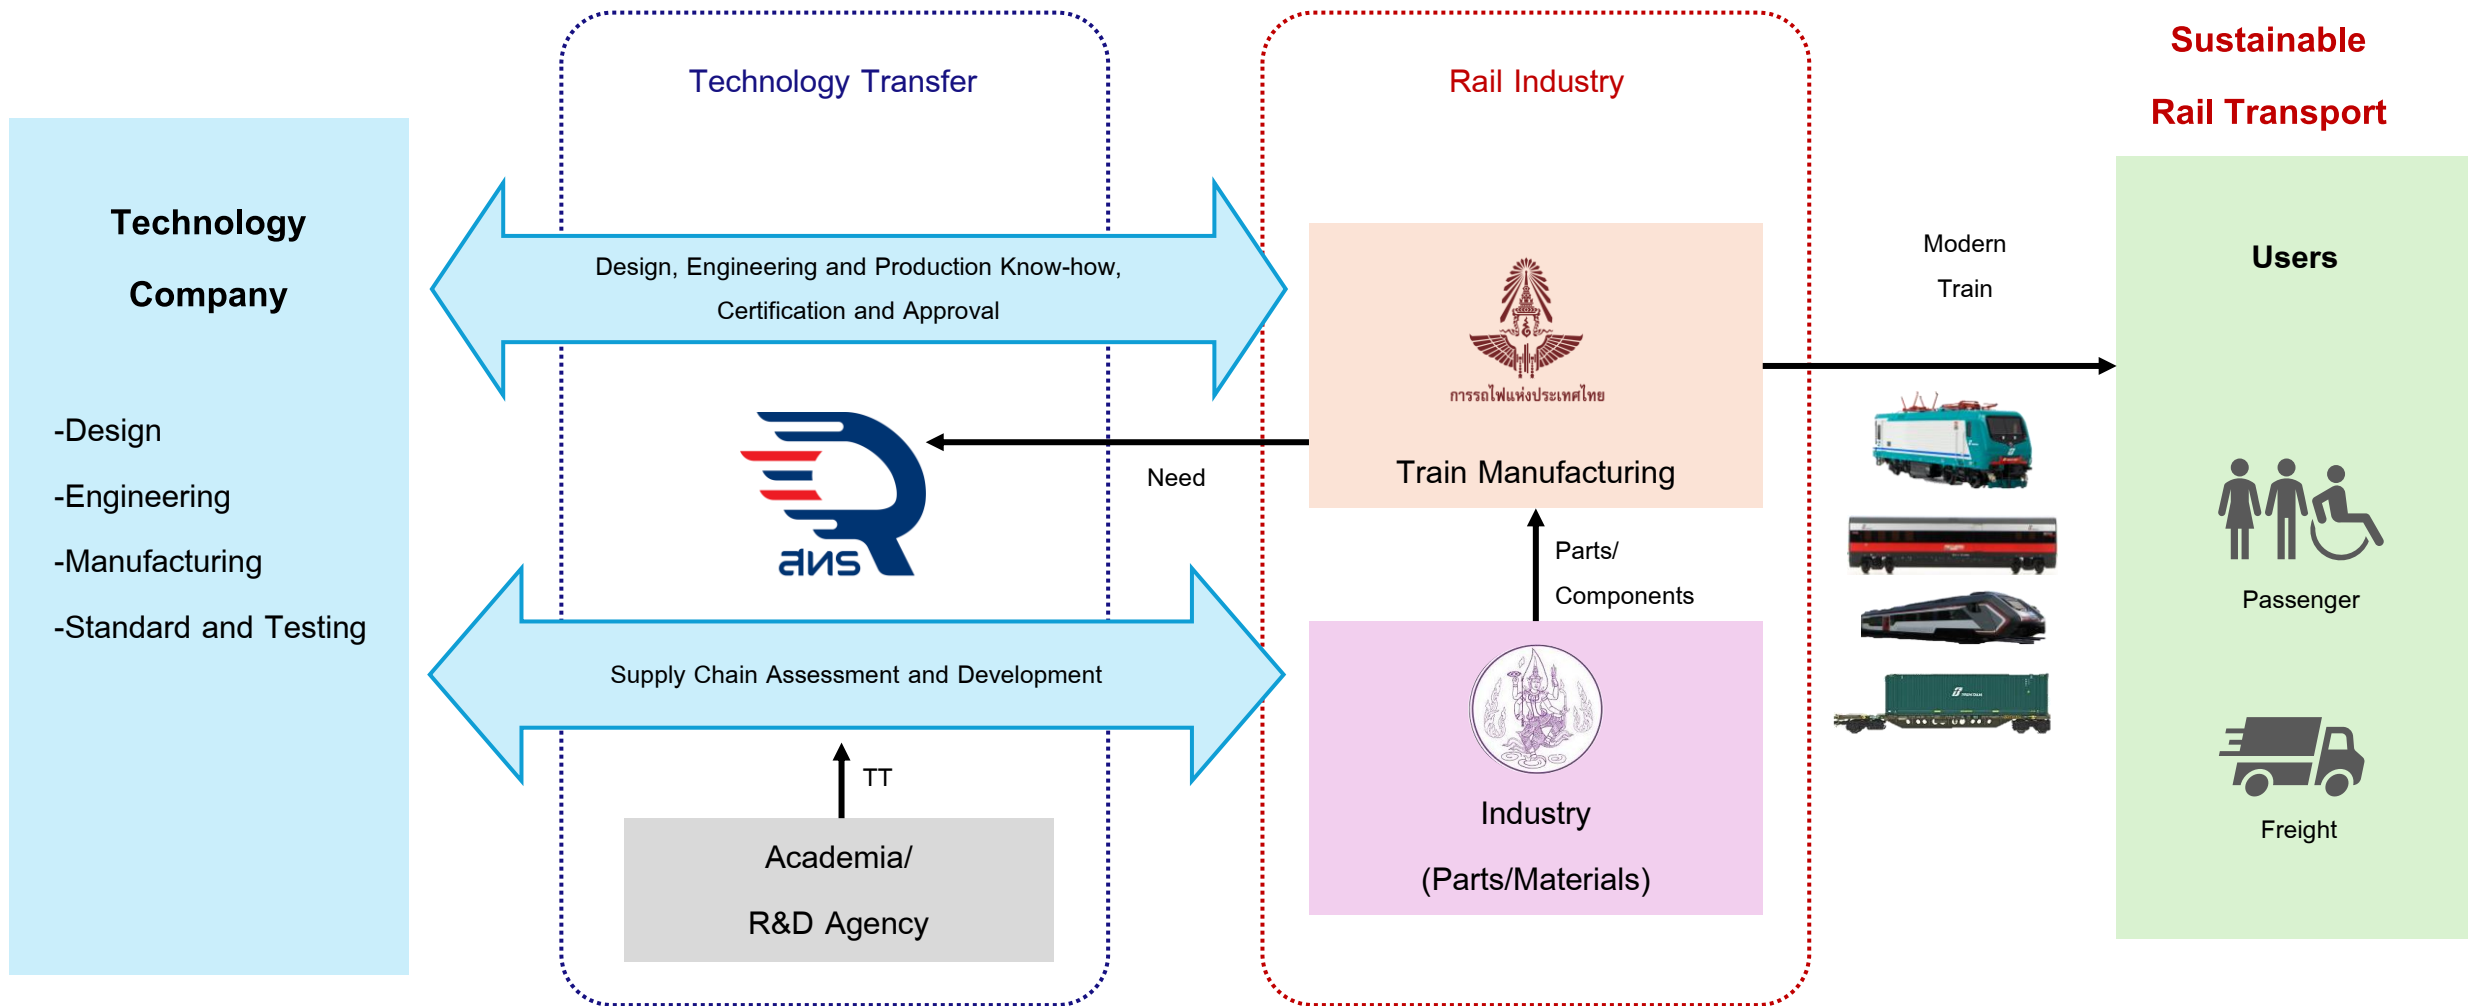 Technology Transfer
Rail Industry
Sustainable
Rail Transport
Technology
Company
-Design
-Engineering
-Manufacturing
-Standard and Testing
Design, Engineering and Production Know-how,
Certification and Approval
สทร
Need
Supply Chain Assessment and Development
TT
Academia/
R&D Agency
การรถไฟแห่งประเทศไทย
Train Manufacturing
Parts/
Components
Industry
(Parts/Materials)
Modern
Train
Users
Passenger
Freight